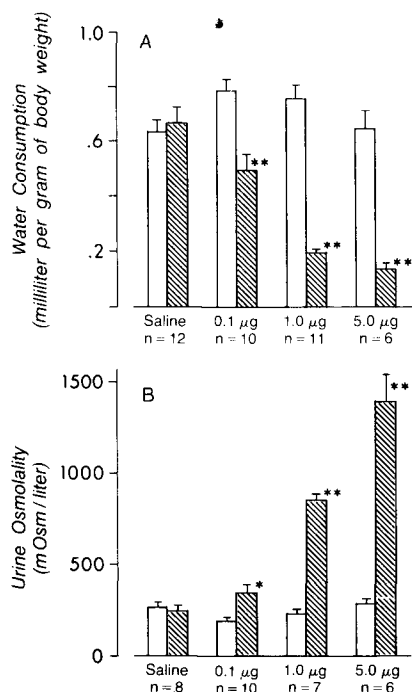 A
Water Consumption
(milliliter per gram of body weight)
1.0
.6
.2
** ** **
Saline 0.1 µg 1.0 µg 5.0 µg
n = 12 n = 10 n = 11 n = 6
B
Urine Osmolality
(mOsm/liter)
1500
1000
500
0
* ** **
Saline 0.1 µg 1.0 µg 5.0 µg
n = 8 n = 10 n = 7 n = 6